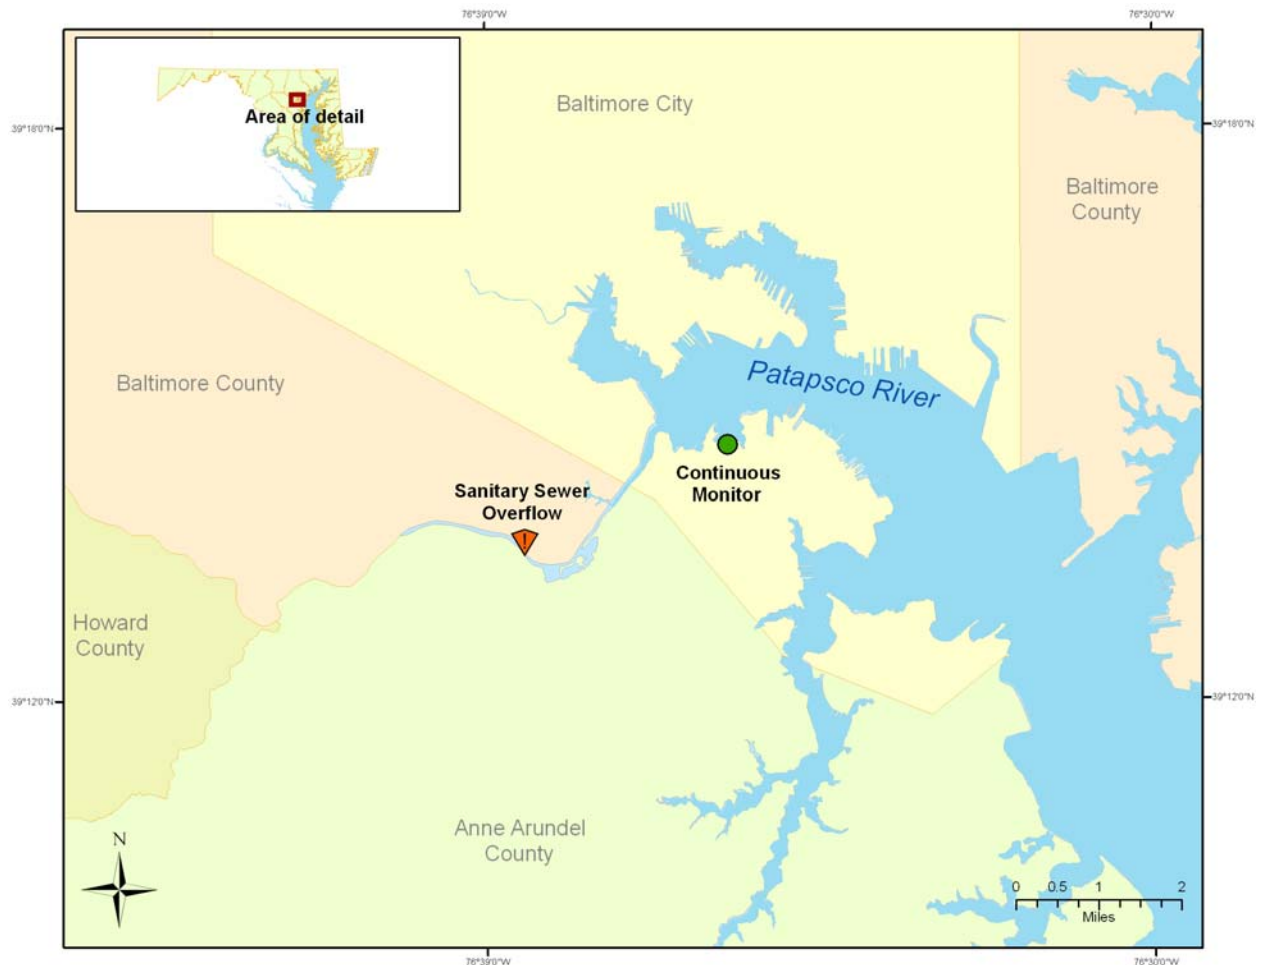 76°39'0"W
76°30'0"W
Area of detail
Baltimore City
39°18'0"N
39°18'0"N
Baltimore
County
Patapsco River
Baltimore County
Continuous
Monitor
Sanitary Sewer
Overflow
!
Howard
County
39°12'0"N
39°12'0"N
Anne Arundel
County
N
0 0.5 1 2
Miles
76°39'0"W
76°30'0"W